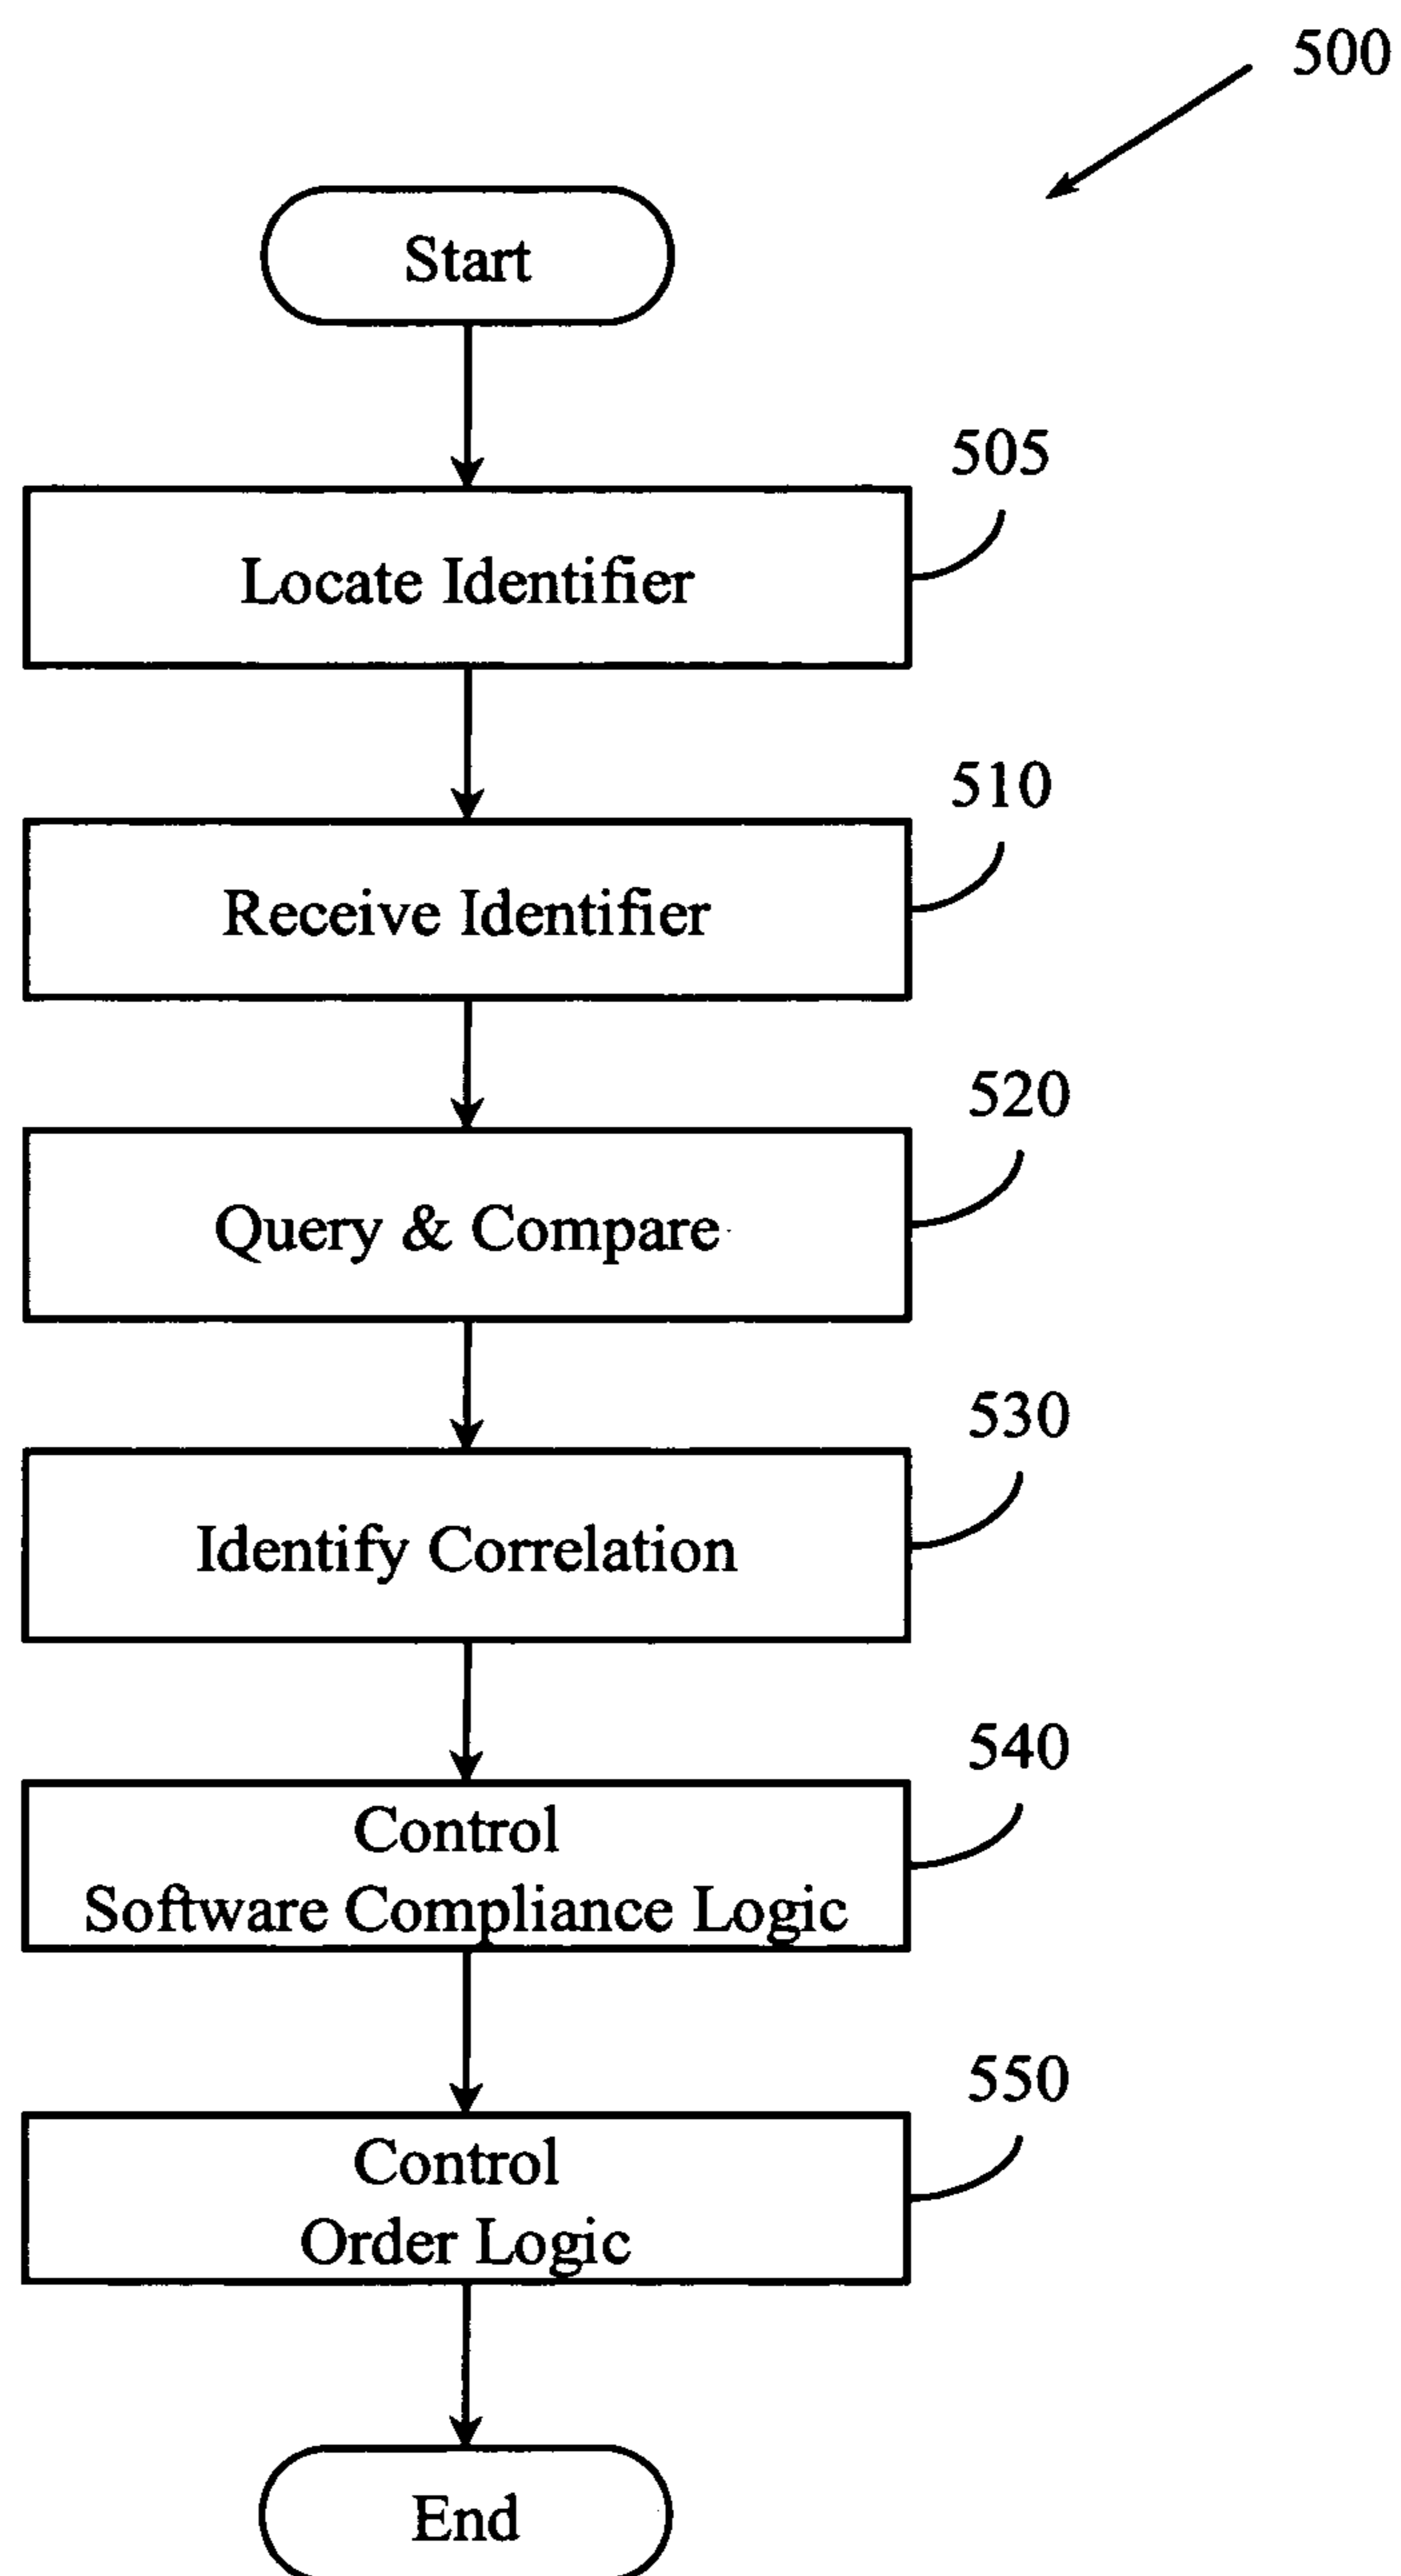 500
Start
505
Locate Identifier
510
Receive Identifier
520
Query & Compare
530
Identify Correlation
540
Control
Software Compliance Logic
550
Control
Order Logic
End